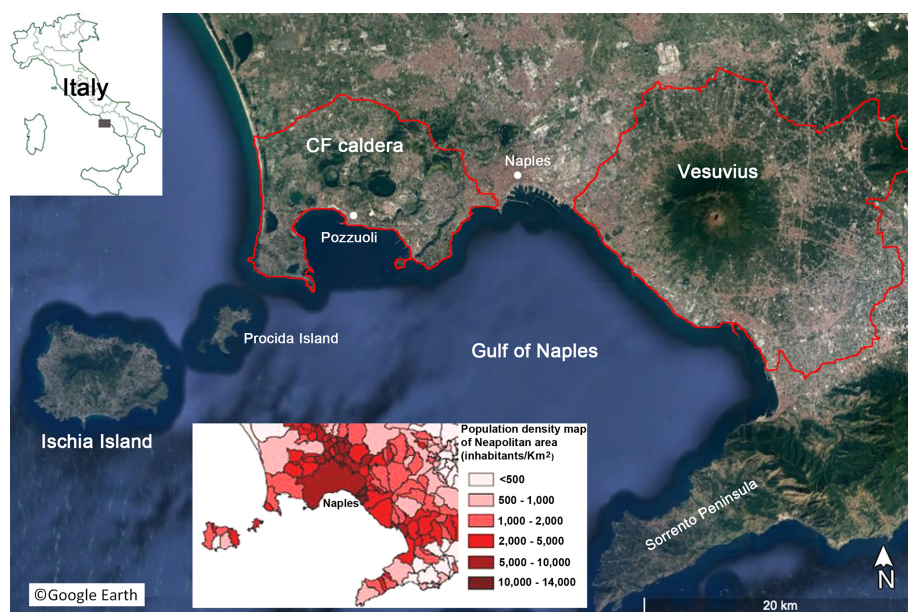 Italy
CF caldera
Naples
Vesuvius
Pozzuoli
Procida Island
Gulf of Naples
Ischia Island
Population density map
of Neapolitan area
(inhabitants/Km²)
<500
500 - 1,000
1,000 - 2,000
2,000 - 5,000
5,000 - 10,000
10,000 - 14,000
Naples
Sorrento Peninsula
N
©Google Earth
20 km